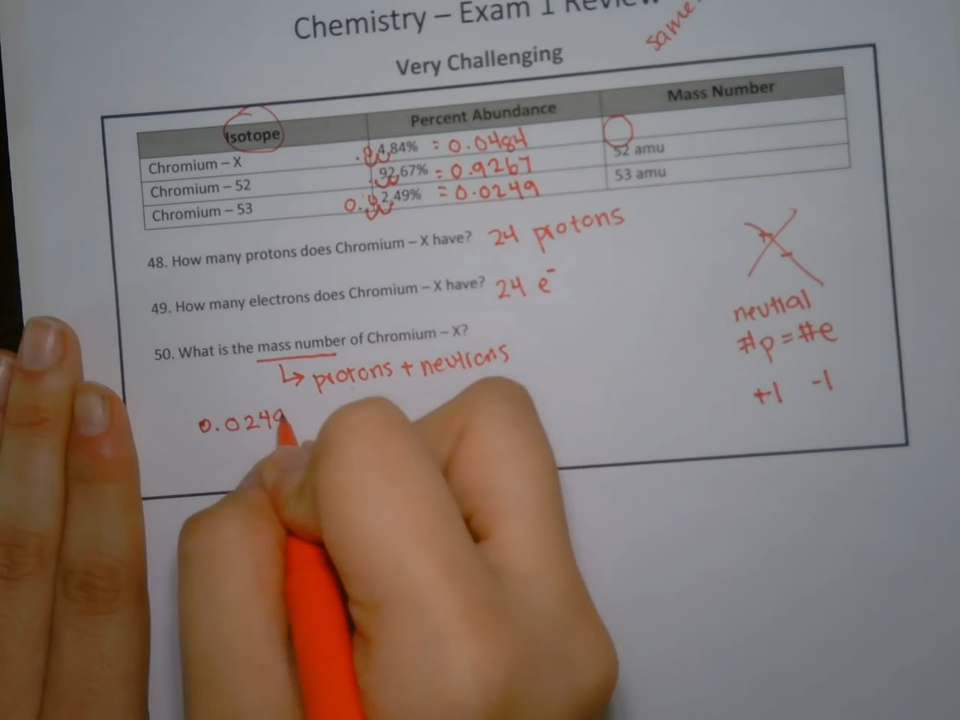 Chemistry – Exam 1 Review
same
Very Challenging
Isotope Percent Abundance Mass Number
Chromium – X 4.84% = 0.0484
Chromium – 52 92.67% = 0.9267 52 amu
Chromium – 53 2.49% = 0.0249 53 amu
48. How many protons does Chromium – X have? 24 protons
49. How many electrons does Chromium – X have? 24 e⁻
50. What is the mass number of Chromium – X?
↳ protons + neutrons
0.0249
+ -
neutral
#p = #e
+1 -1